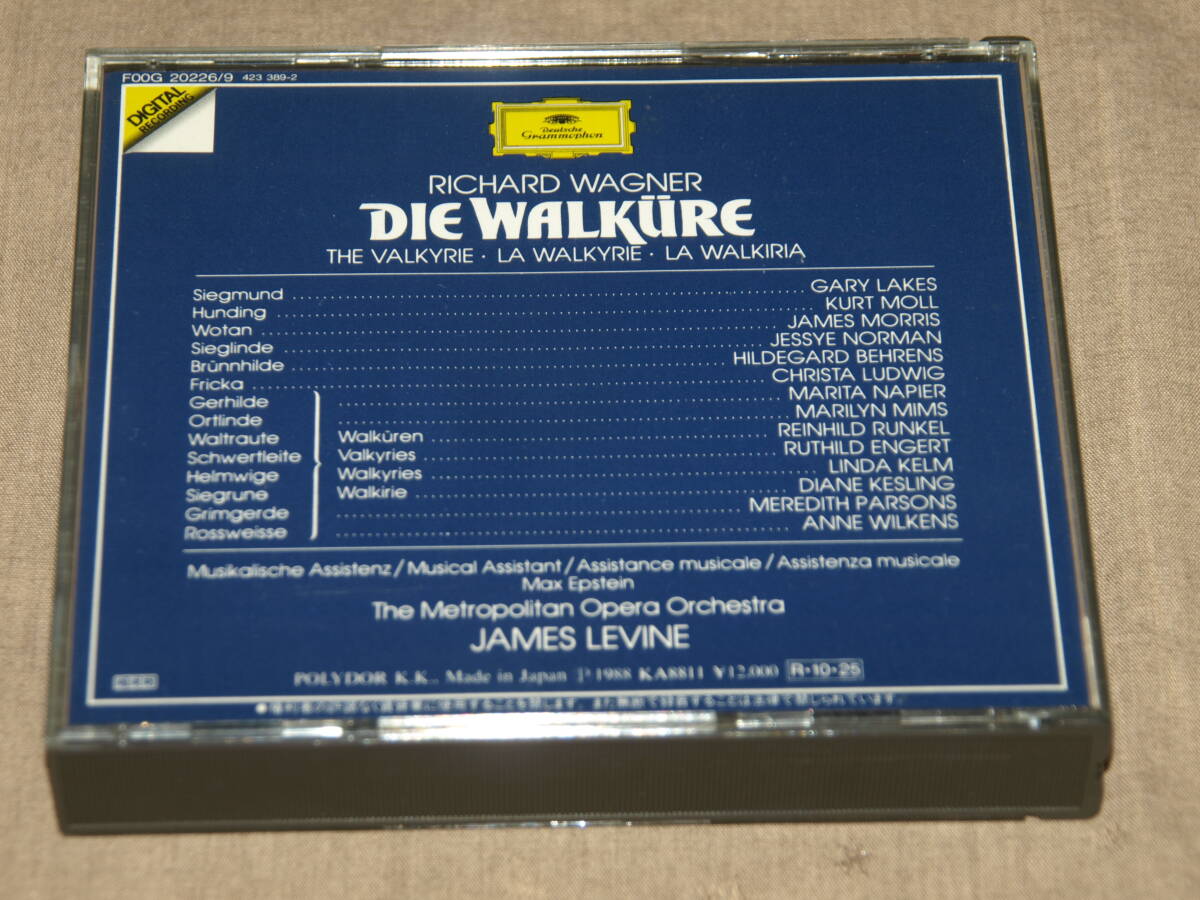 F00G 20226/9 423 389-2
DIGITAL
RECORDING
Deutsche
Grammophon
RICHARD WAGNER
DIE WALKÜRE
THE VALKYRIE · LA WALKYRIE · LA WALKIRIA
Siegmund GARY LAKES
Hunding KURT MOLL
Wotan JAMES MORRIS
Sieglinde JESSYE NORMAN
Brünnhilde HILDEGARD BEHRENS
Fricka CHRISTA LUDWIG
Gerhilde MARITA NAPIER
Ortlinde MARILYN MIMS
Waltraute Walküren REINHILD RUNKEL
Schwertleite Valkyries RUTHILD ENGERT
Helmwige Walkyries LINDA KELM
Siegrune Walkirie DIANE KESLING
Grimgerde MEREDITH PARSONS
Rossweisse ANNE WILKENS
Musikalische Assistenz/Musical Assistant/Assistance musicale/Assistenza musicale
Max Epstein
The Metropolitan Opera Orchestra
JAMES LEVINE
POLYDOR K.K., Made in Japan ℗1988 KA8811 ¥12,000 R·10·25